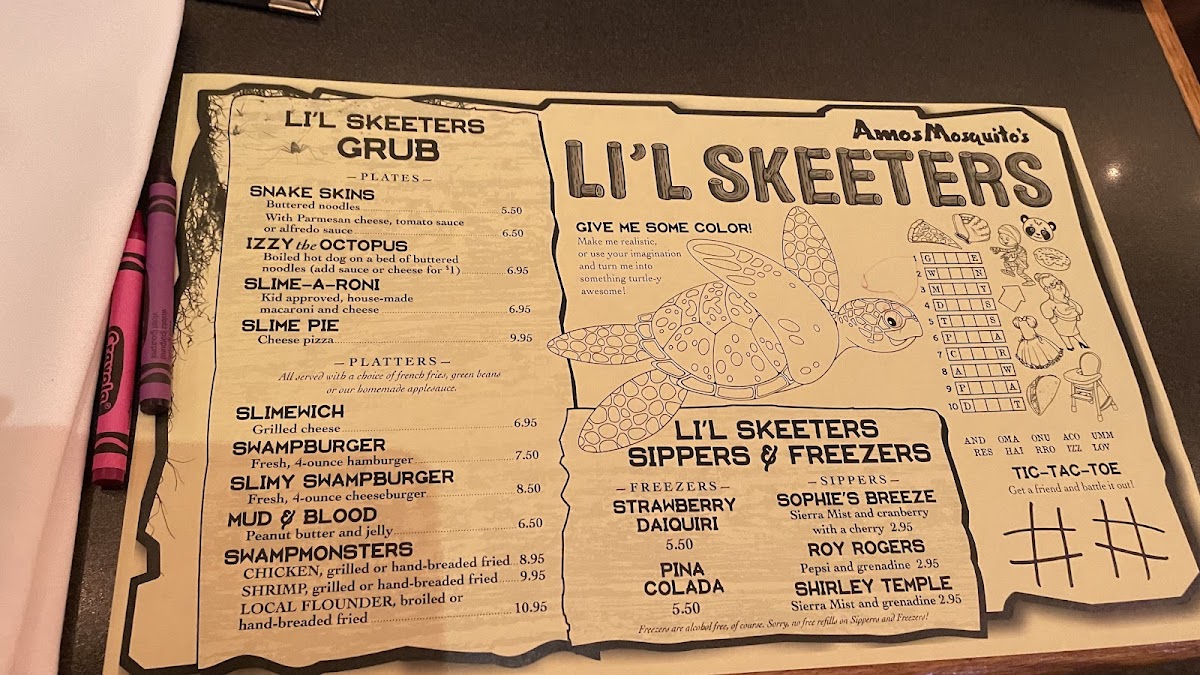 LI'L SKEETERS
GRUB
– PLATES –
SNAKE SKINS
Buttered noodles 5.50
With Parmesan cheese, tomato sauce
or alfredo sauce 6.50
IZZY the OCTOPUS
Boiled hot dog on a bed of buttered
noodles (add sauce or cheese for $1) 6.95
SLIME-A-RONI
Kid approved, house-made
macaroni and cheese 6.95
SLIME PIE
Cheese pizza 9.95
– PLATTERS –
All served with a choice of french fries, green beans
or our homemade applesauce.
SLIMEWICH
Grilled cheese 6.95
SWAMPBURGER
Fresh, 4-ounce hamburger 7.50
SLIMY SWAMPBURGER
Fresh, 4-ounce cheeseburger 8.50
MUD & BLOOD
Peanut butter and jelly 6.50
SWAMPMONSTERS
CHICKEN, grilled or hand-breaded fried 8.95
SHRIMP, grilled or hand-breaded fried 9.95
LOCAL FLOUNDER, broiled or
hand-breaded fried 10.95
Amos Mosquito's
LI'L SKEETERS
GIVE ME SOME COLOR!
Make me realistic,
or use your imagination
and turn me into
something turtle-y
awesome!
1 G E
2 W N
3 M Y
4 D S
5 T S
6 P A R
7 C R
8 A W
9 P A
10 D T
AND OMA ONU ACO UMM
RES HAI RRO IZZ LOV
TIC-TAC-TOE
Get a friend and battle it out!
LI'L SKEETERS
SIPPERS & FREEZERS
– FREEZERS –
STRAWBERRY
DAIQUIRI
5.50
PINA
COLADA
5.50
– SIPPERS –
SOPHIE'S BREEZE
Sierra Mist and cranberry
with a cherry 2.95
ROY ROGERS
Pepsi and grenadine 2.95
SHIRLEY TEMPLE
Sierra Mist and grenadine 2.95
Freezers are alcohol free, of course. Sorry, no free refills on Sippers and Freezers!
Crayola